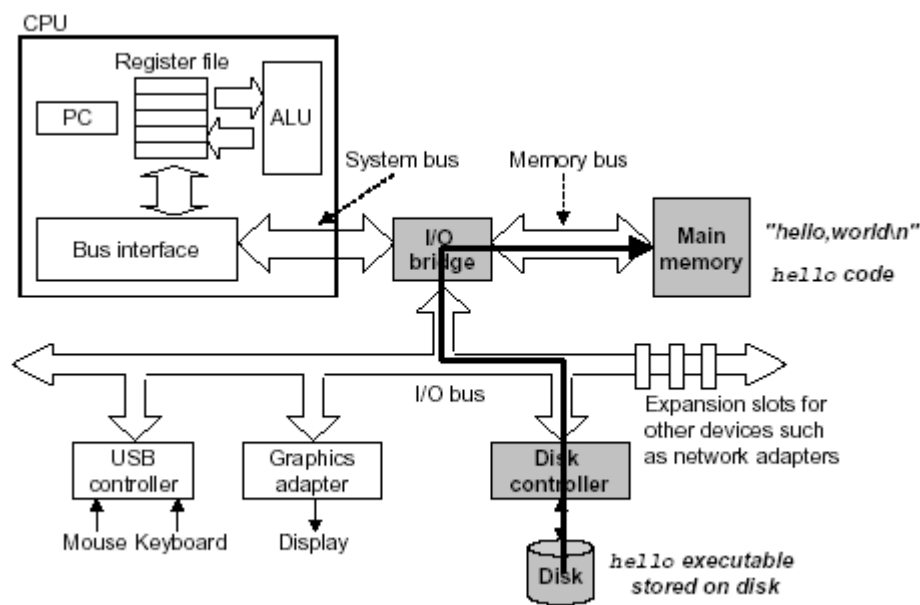 CPU
Register file
PC
ALU
System bus
Memory bus
Bus interface
I/O
bridge
Main
memory
"hello,world\n"
hello code
I/O bus
Expansion slots for
other devices such
as network adapters
USB
controller
Graphics
adapter
Disk
controller
Mouse Keyboard
Display
Disk
hello executable
stored on disk